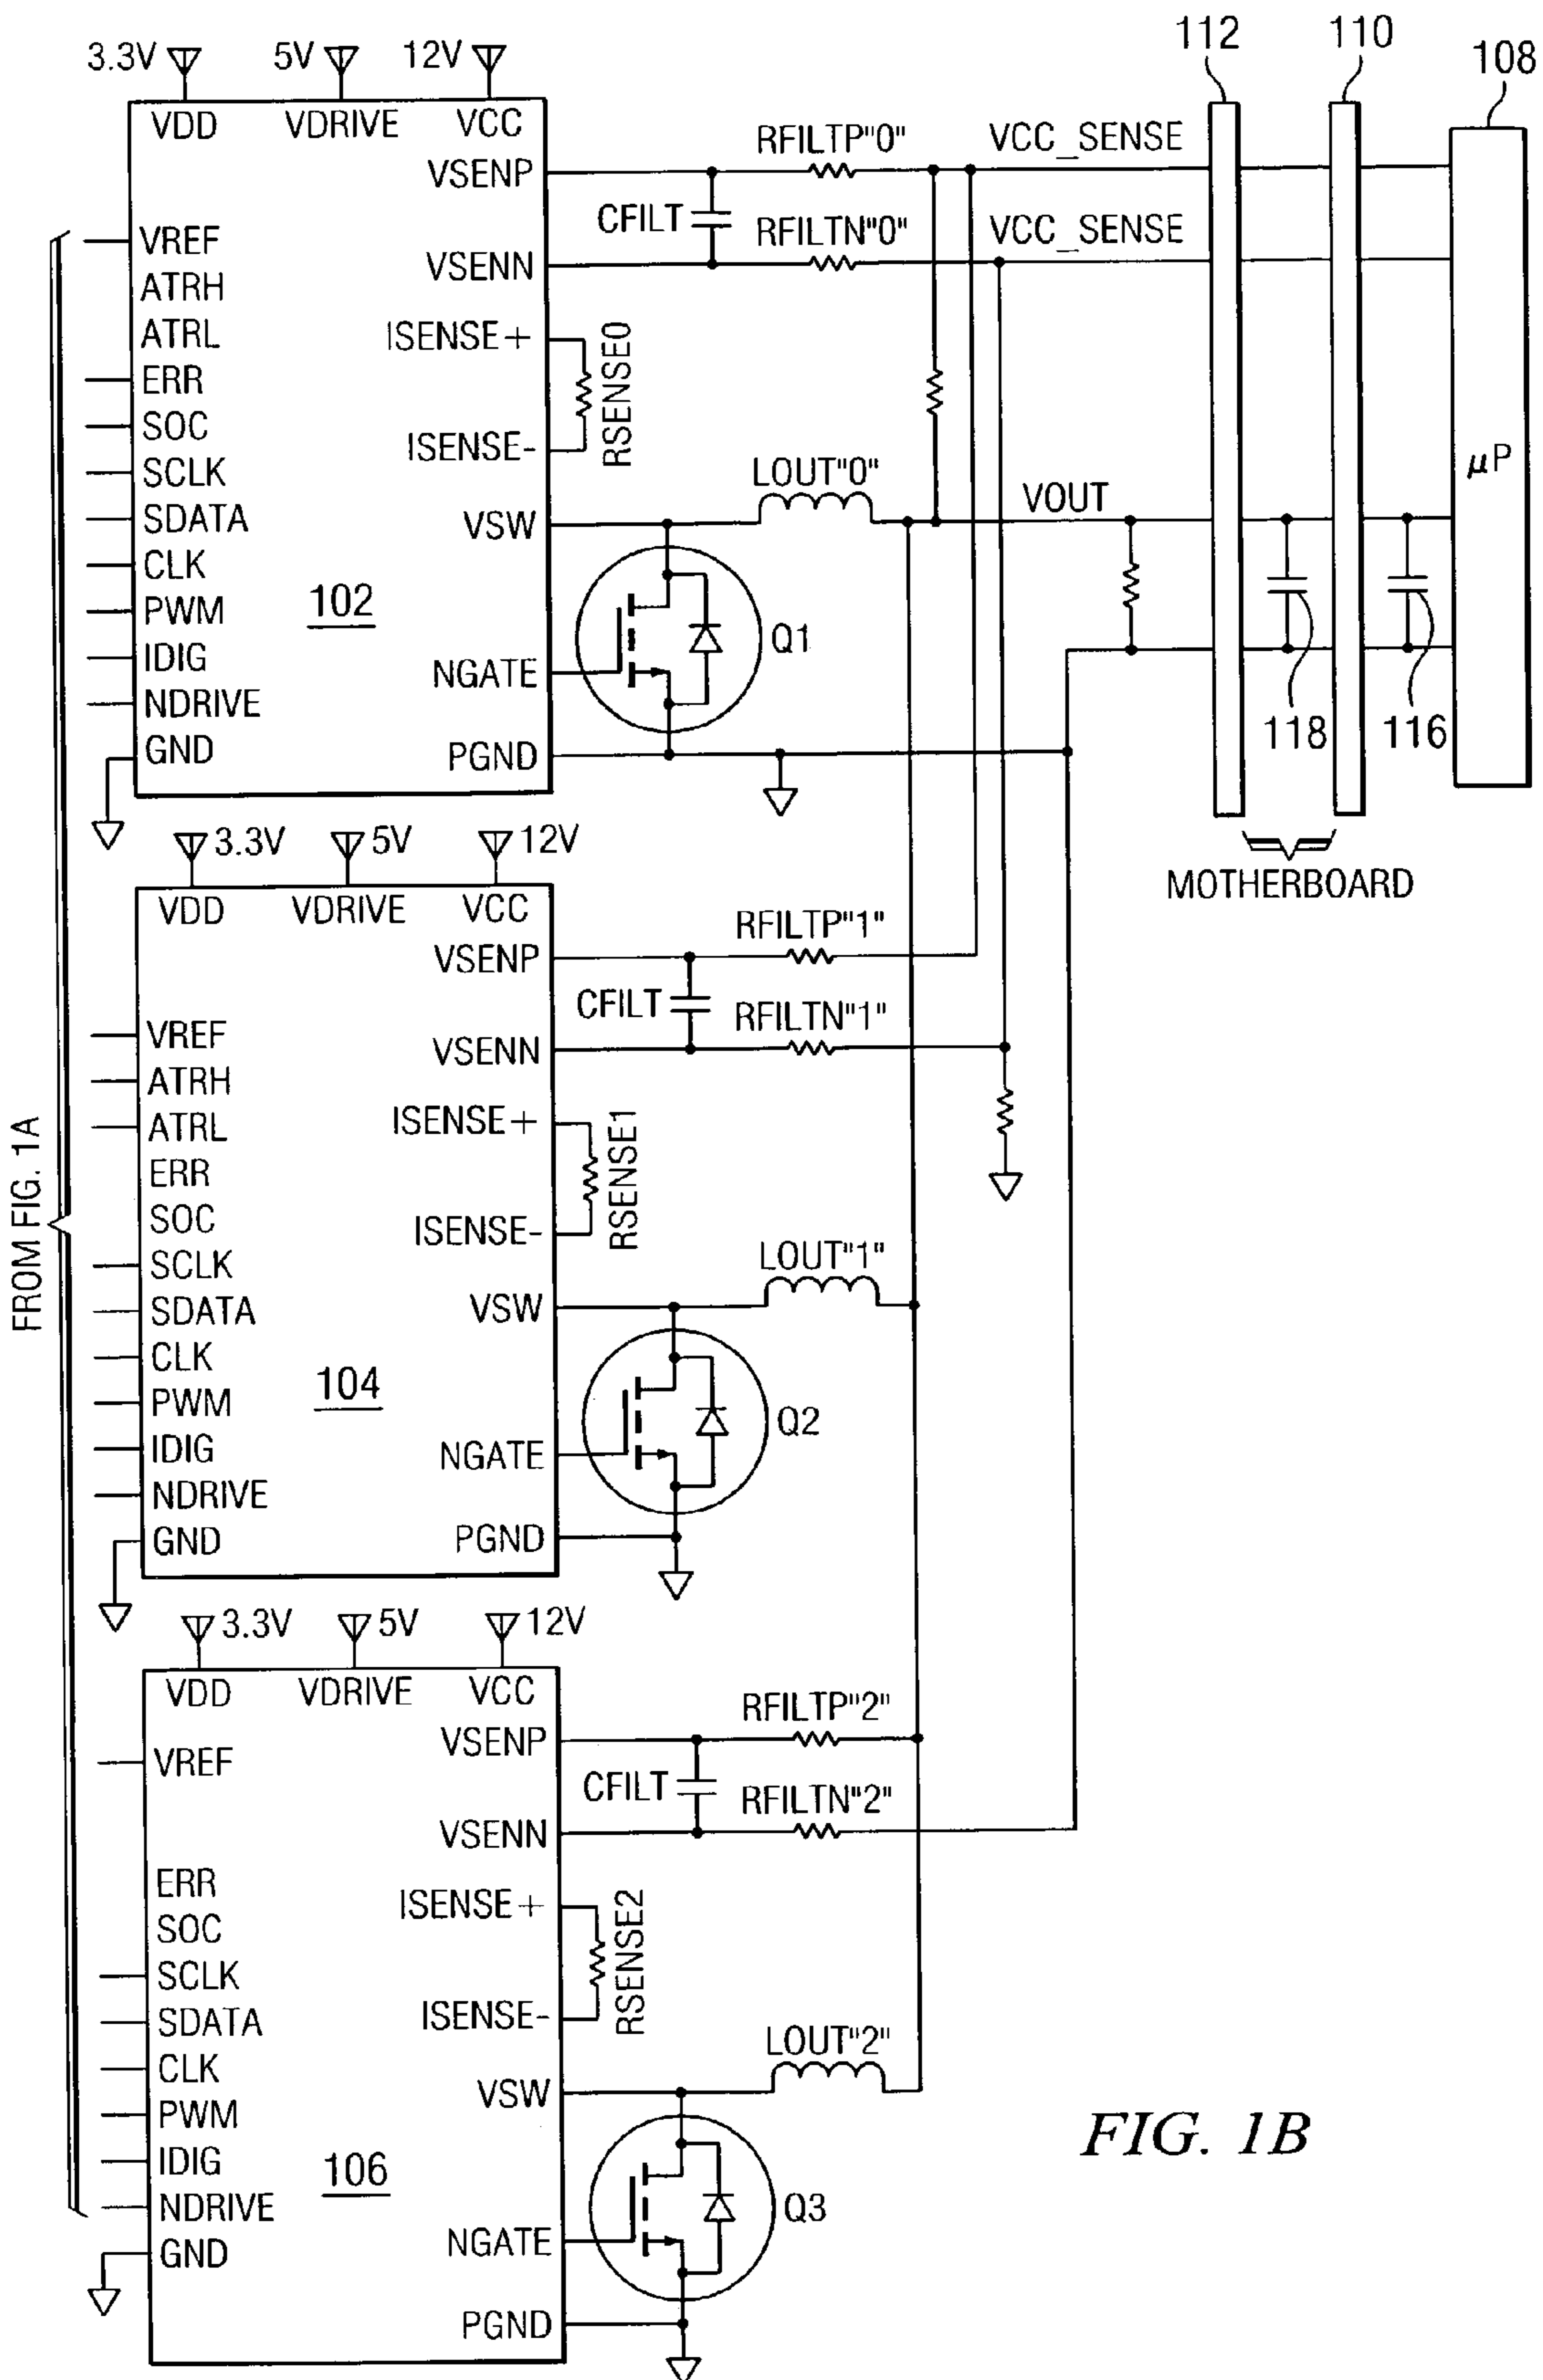 112
110
108
3.3V
5V
12V
VDD
VDRIVE
VCC
VSENP
RFILTP"0"
VCC_SENSE
CFILT
RFILTN"0"
VCC_SENSE
VREF
VSENN
ATRH
ATRL
ISENSE+
RSENSE0
ERR
SOC
ISENSE-
SCLK
LOUT"0"
μP
SDATA
VSW
VOUT
CLK
PWM
102
Q1
IDIG
NGATE
NDRIVE
118
116
GND
PGND
3.3V
5V
12V
MOTHERBOARD
VDD
VDRIVE
VCC
VSENP
RFILTP"1"
CFILT
RFILTN"1"
VREF
VSENN
ATRH
ISENSE+
RSENSE1
ATRL
FROM FIG. 1A
ERR
SOC
ISENSE-
SCLK
LOUT"1"
SDATA
VSW
CLK
PWM
104
Q2
IDIG
NGATE
NDRIVE
GND
PGND
3.3V
5V
12V
VDD
VDRIVE
VCC
VSENP
RFILTP"2"
VREF
CFILT
RFILTN"2"
VSENN
ERR
ISENSE+
RSENSE2
SOC
SCLK
ISENSE-
SDATA
LOUT"2"
CLK
VSW
PWM
FIG. 1B
IDIG
106
NDRIVE
Q3
NGATE
GND
PGND